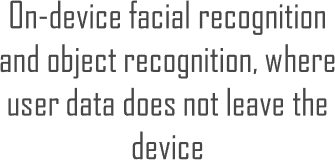 On-device facial recognition
and object recognition, where
user data does not leave the
device